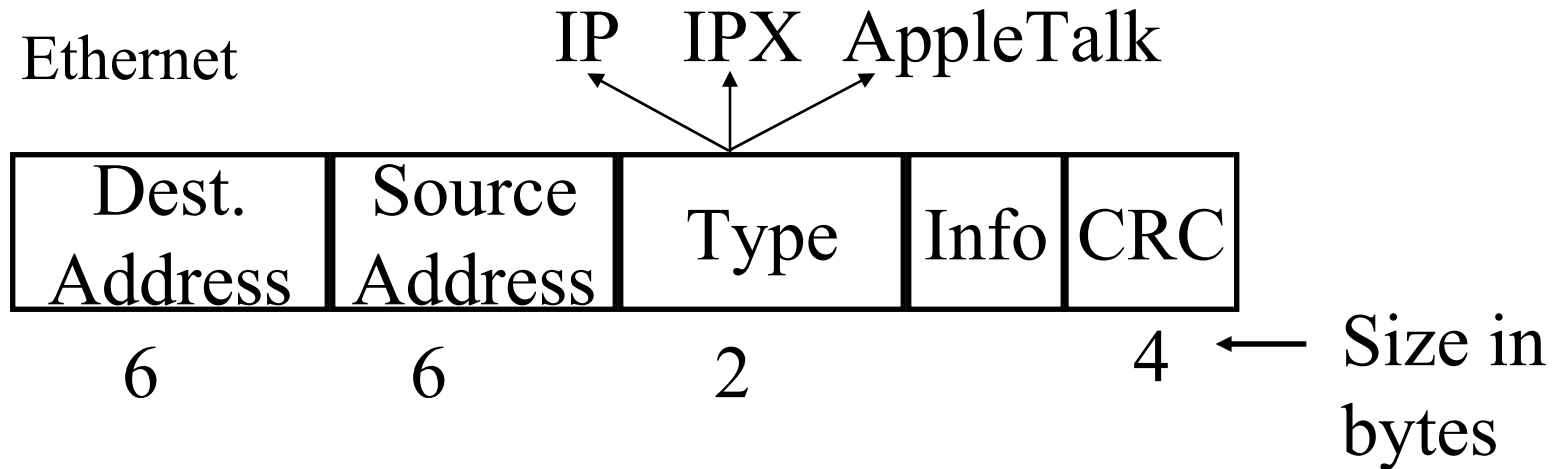 Ethernet
IP IPX AppleTalk
Dest.
Address
Source
Address
Type
Info
CRC
6 6 2 4
Size in
bytes